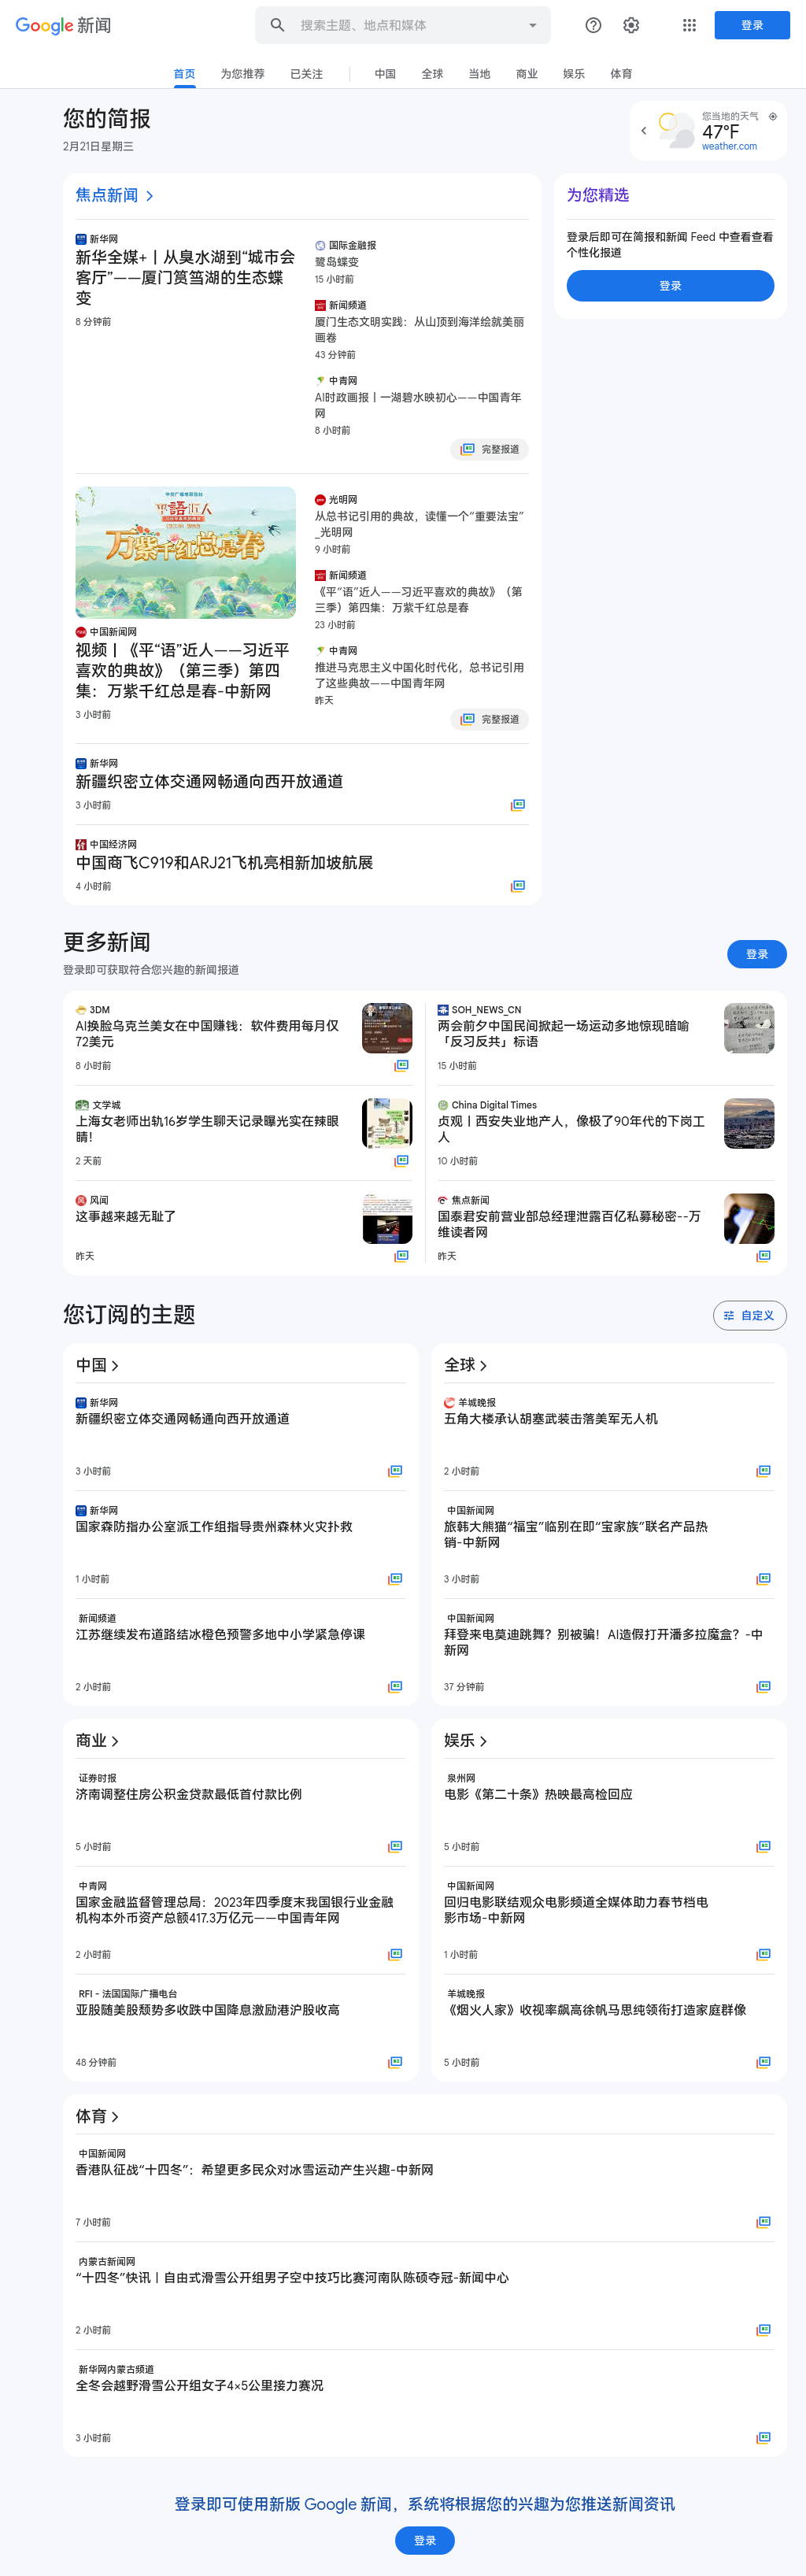 Google 新闻
搜索主题、地点和媒体
登录
首页
为您推荐
已关注
中国
全球
当地
商业
娱乐
体育
您的简报
2月21日星期三
您当地的天气
47°F
weather.com
焦点新闻
新华网
新华全媒+丨从臭水湖到“城市会
客厅”——厦门筼筜湖的生态蝶
变
8 分钟前
国际金融报
鹭岛蝶变
15 小时前
新闻频道
厦门生态文明实践：从山顶到海洋绘就美丽
画卷
43 分钟前
中青网
AI时政画报丨一湖碧水映初心——中国青年
网
8 小时前
完整报道
为您精选
登录后即可在简报和新闻 Feed 中查看查看
个性化报道
登录
平語近人
万紫千红总是春
中国新闻网
视频丨《平“语”近人——习近平
喜欢的典故》（第三季）第四
集：万紫千红总是春-中新网
3 小时前
光明网
从总书记引用的典故，读懂一个“重要法宝”
_光明网
9 小时前
新闻频道
《平“语”近人——习近平喜欢的典故》（第
三季）第四集：万紫千红总是春
23 小时前
中青网
推进马克思主义中国化时代化，总书记引用
了这些典故——中国青年网
昨天
完整报道
新华网
新疆织密立体交通网畅通向西开放通道
3 小时前
中国经济网
中国商飞C919和ARJ21飞机亮相新加坡航展
4 小时前
更多新闻
登录即可获取符合您兴趣的新闻报道
登录
3DM
AI换脸乌克兰美女在中国赚钱：软件费用每月仅
72美元
8 小时前
文学城
上海女老师出轨16岁学生聊天记录曝光实在辣眼
睛！
2 天前
风闻
这事越来越无耻了
昨天
SOH_NEWS_CN
两会前夕中国民间掀起一场运动多地惊现暗喻
「反习反共」标语
15 小时前
China Digital Times
贞观丨西安失业地产人，像极了90年代的下岗工
人
10 小时前
焦点新闻
国泰君安前营业部总经理泄露百亿私募秘密--万
维读者网
昨天
您订阅的主题
自定义
中国
新华网
新疆织密立体交通网畅通向西开放通道
3 小时前
新华网
国家森防指办公室派工作组指导贵州森林火灾扑救
1 小时前
新闻频道
江苏继续发布道路结冰橙色预警多地中小学紧急停课
2 小时前
全球
羊城晚报
五角大楼承认胡塞武装击落美军无人机
2 小时前
中国新闻网
旅韩大熊猫“福宝”临别在即“宝家族”联名产品热
销-中新网
3 小时前
中国新闻网
拜登来电莫迪跳舞？别被骗！AI造假打开潘多拉魔盒？-中
新网
37 分钟前
商业
证券时报
济南调整住房公积金贷款最低首付款比例
5 小时前
中青网
国家金融监督管理总局：2023年四季度末我国银行业金融
机构本外币资产总额417.3万亿元——中国青年网
2 小时前
RFI - 法国国际广播电台
亚股随美股颓势多收跌中国降息激励港沪股收高
48 分钟前
娱乐
泉州网
电影《第二十条》热映最高检回应
5 小时前
中国新闻网
回归电影联结观众电影频道全媒体助力春节档电
影市场-中新网
1 小时前
羊城晚报
《烟火人家》收视率飙高徐帆马思纯领衔打造家庭群像
5 小时前
体育
中国新闻网
香港队征战“十四冬”：希望更多民众对冰雪运动产生兴趣-中新网
7 小时前
内蒙古新闻网
“十四冬”快讯丨自由式滑雪公开组男子空中技巧比赛河南队陈硕夺冠-新闻中心
2 小时前
新华网内蒙古频道
全冬会越野滑雪公开组女子4×5公里接力赛况
3 小时前
登录即可使用新版 Google 新闻，系统将根据您的兴趣为您推送新闻资讯
登录